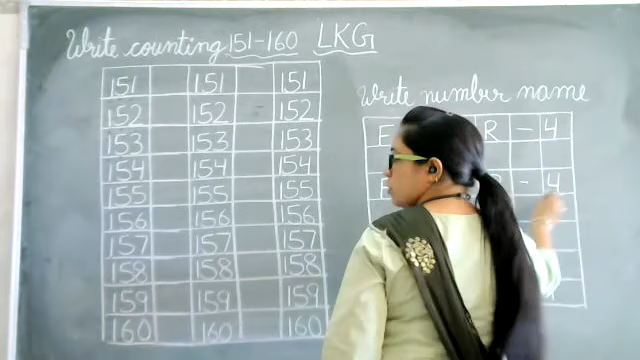 Write counting 151-160 LKG
151 151 151
152 152 152
153 153 153
154 154 154
155 155 155
156 156 156
157 157 157
158 158 158
159 159 159
160 160 160
Write number name
F R - 4
- 4